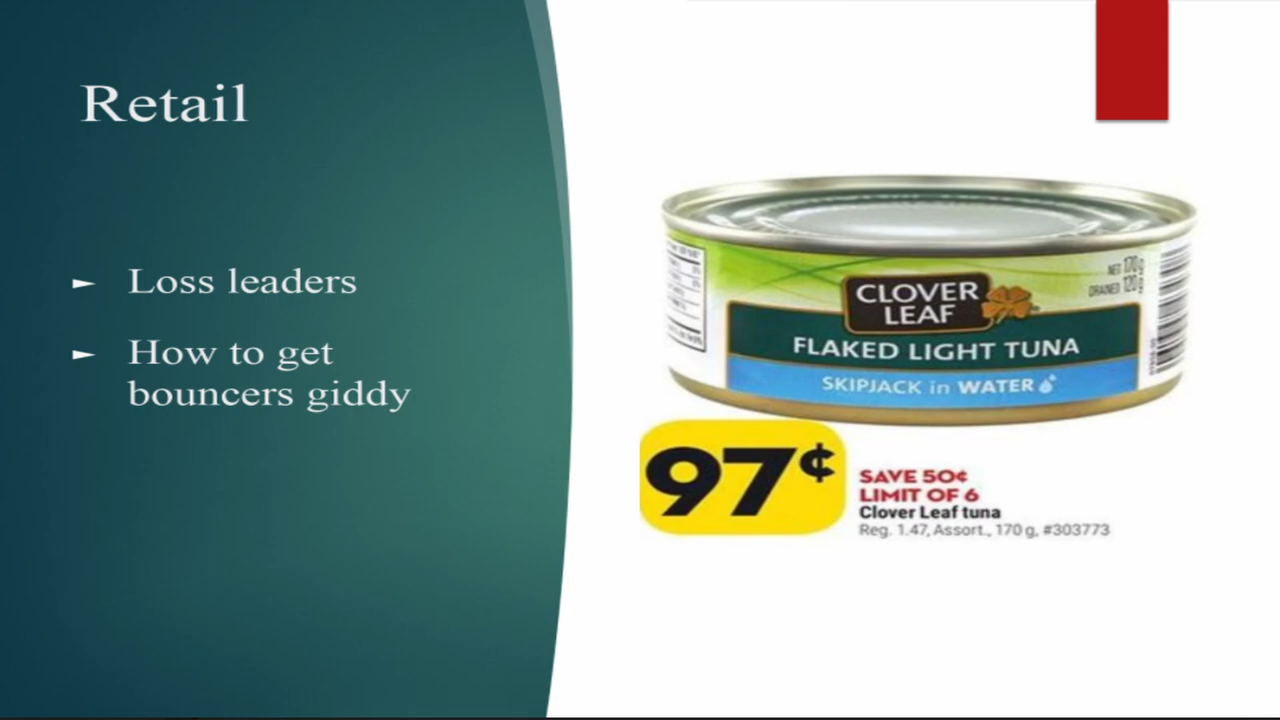 Retail
► Loss leaders
► How to get
bouncers giddy
NET 170 g
DRAINED 120 g
CLOVER
LEAF
FLAKED LIGHT TUNA
SKIPJACK in WATER
97¢
SAVE 50¢
LIMIT OF 6
Clover Leaf tuna
Reg. 1.47, Assort., 170 g, #303773